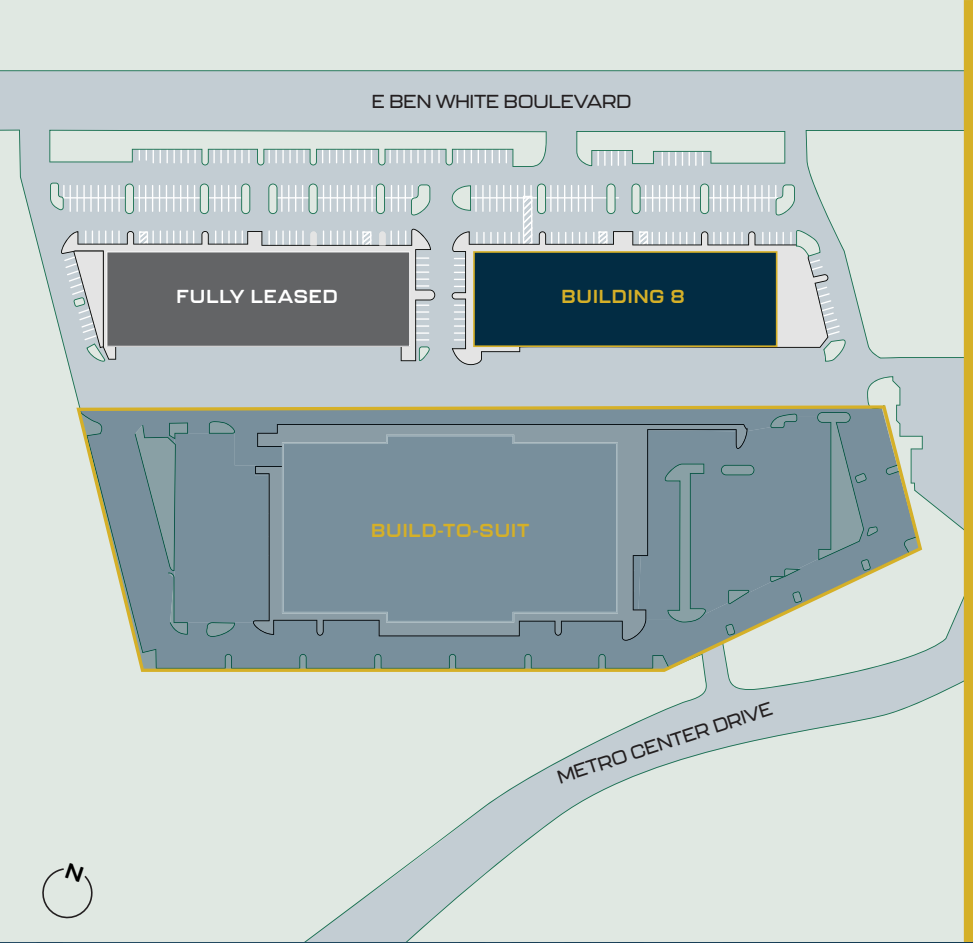 E BEN WHITE BOULEVARD
FULLY LEASED
BUILDING 8
BUILD-TO-SUIT
METRO CENTER DRIVE
N